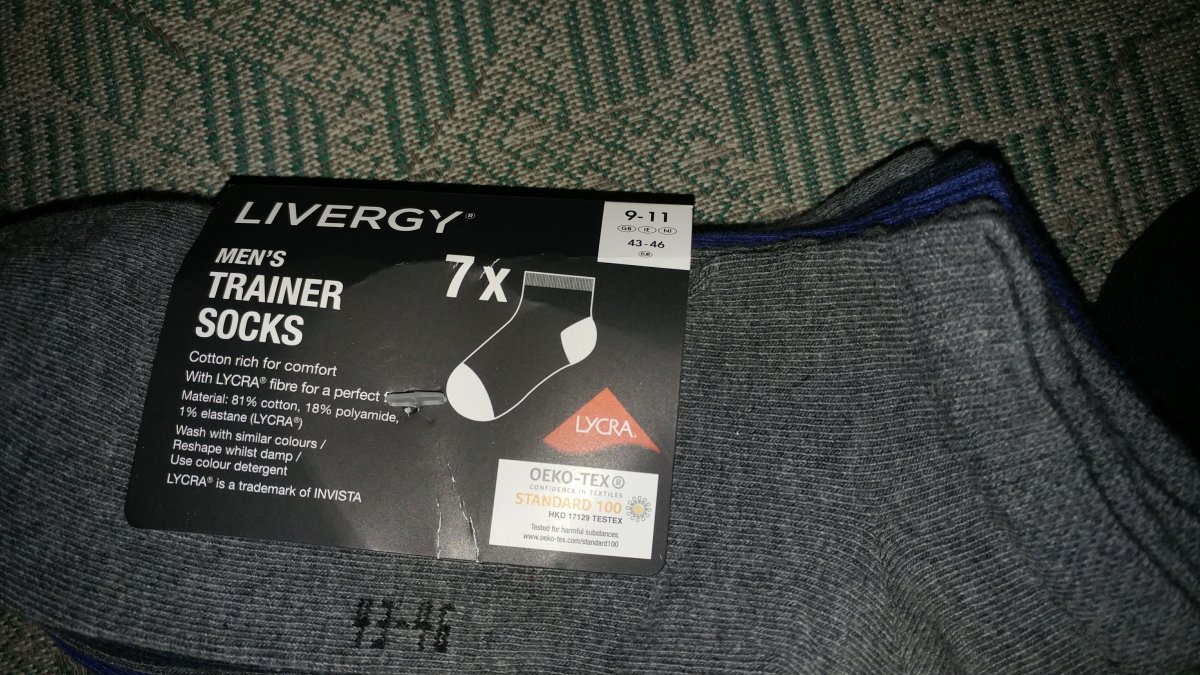 LIVERGY®
9-11
GB IE NI
43-46
EUR
MEN'S
TRAINER
SOCKS
7X
Cotton rich for comfort
With LYCRA® fibre for a perfect
Material: 81% cotton, 18% polyamide,
1% elastane (LYCRA®)
Wash with similar colours /
Reshape whilst damp /
Use colour detergent
LYCRA® is a trademark of INVISTA
LYCRA®
OEKO-TEX®
CONFIDENCE IN TEXTILES
STANDARD 100
HKD 17129 TESTEX
Tested for harmful substances.
www.oeko-tex.com/standard100
43-46